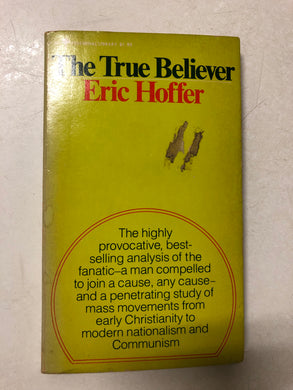 The True Believer
Eric Hoffer
The highly
provocative, best-
selling analysis of the
fanatic–a man compelled
to join a cause, any cause–
and a penetrating study of
mass movements from
early Christianity to
modern nationalism and
Communism